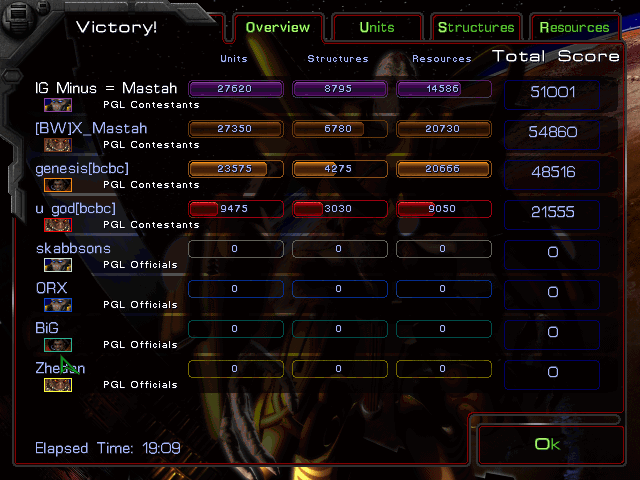 Victory!
Overview Units Structures Resources
Units Structures Resources Total Score
IG Minus = Mastah 27620 8795 14586 51001
PGL Contestants
[BW]X_Mastah 27350 6780 20730 54860
PGL Contestants
genesis[bcbc] 23575 4275 20666 48516
PGL Contestants
u god[bcbc] 9475 3030 9050 21555
PGL Contestants
skabbsons 0 0 0 0
PGL Officials
ORX 0 0 0 0
PGL Officials
BiG 0 0 0 0
PGL Officials
0 0 0 0
PGL Officials
Elapsed Time: 19:09
Ok